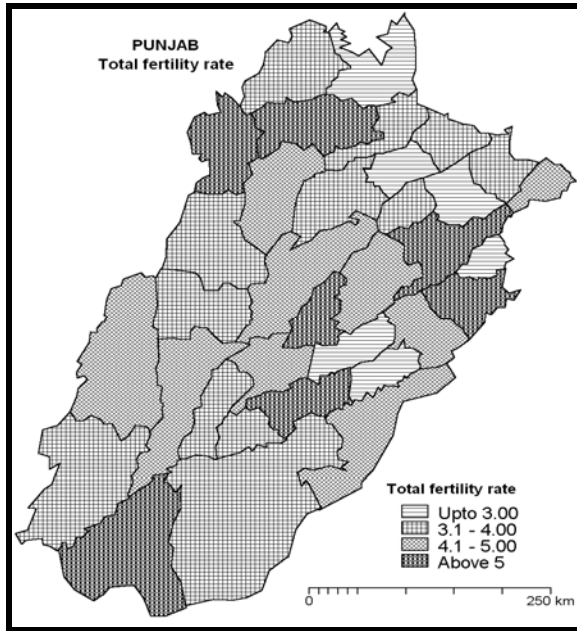 PUNJAB
Total fertility rate
Total fertility rate
Upto 3.00
3.1 - 4.00
4.1 - 5.00
Above 5
0 250 km